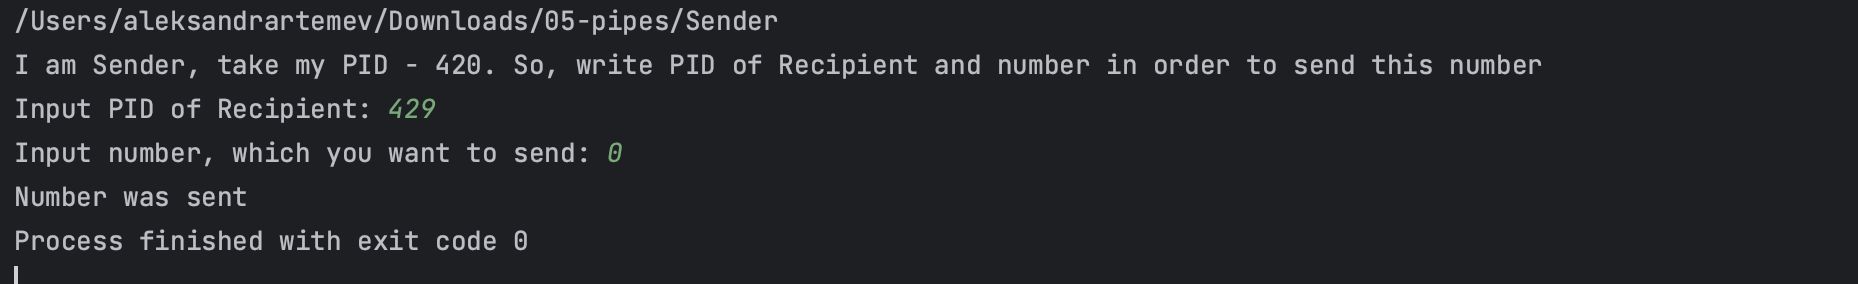 /Users/aleksandrartemev/Downloads/05-pipes/Sender
I am Sender, take my PID - 420. So, write PID of Recipient and number in order to send this number
Input PID of Recipient: 429
Input number, which you want to send: 0
Number was sent
Process finished with exit code 0